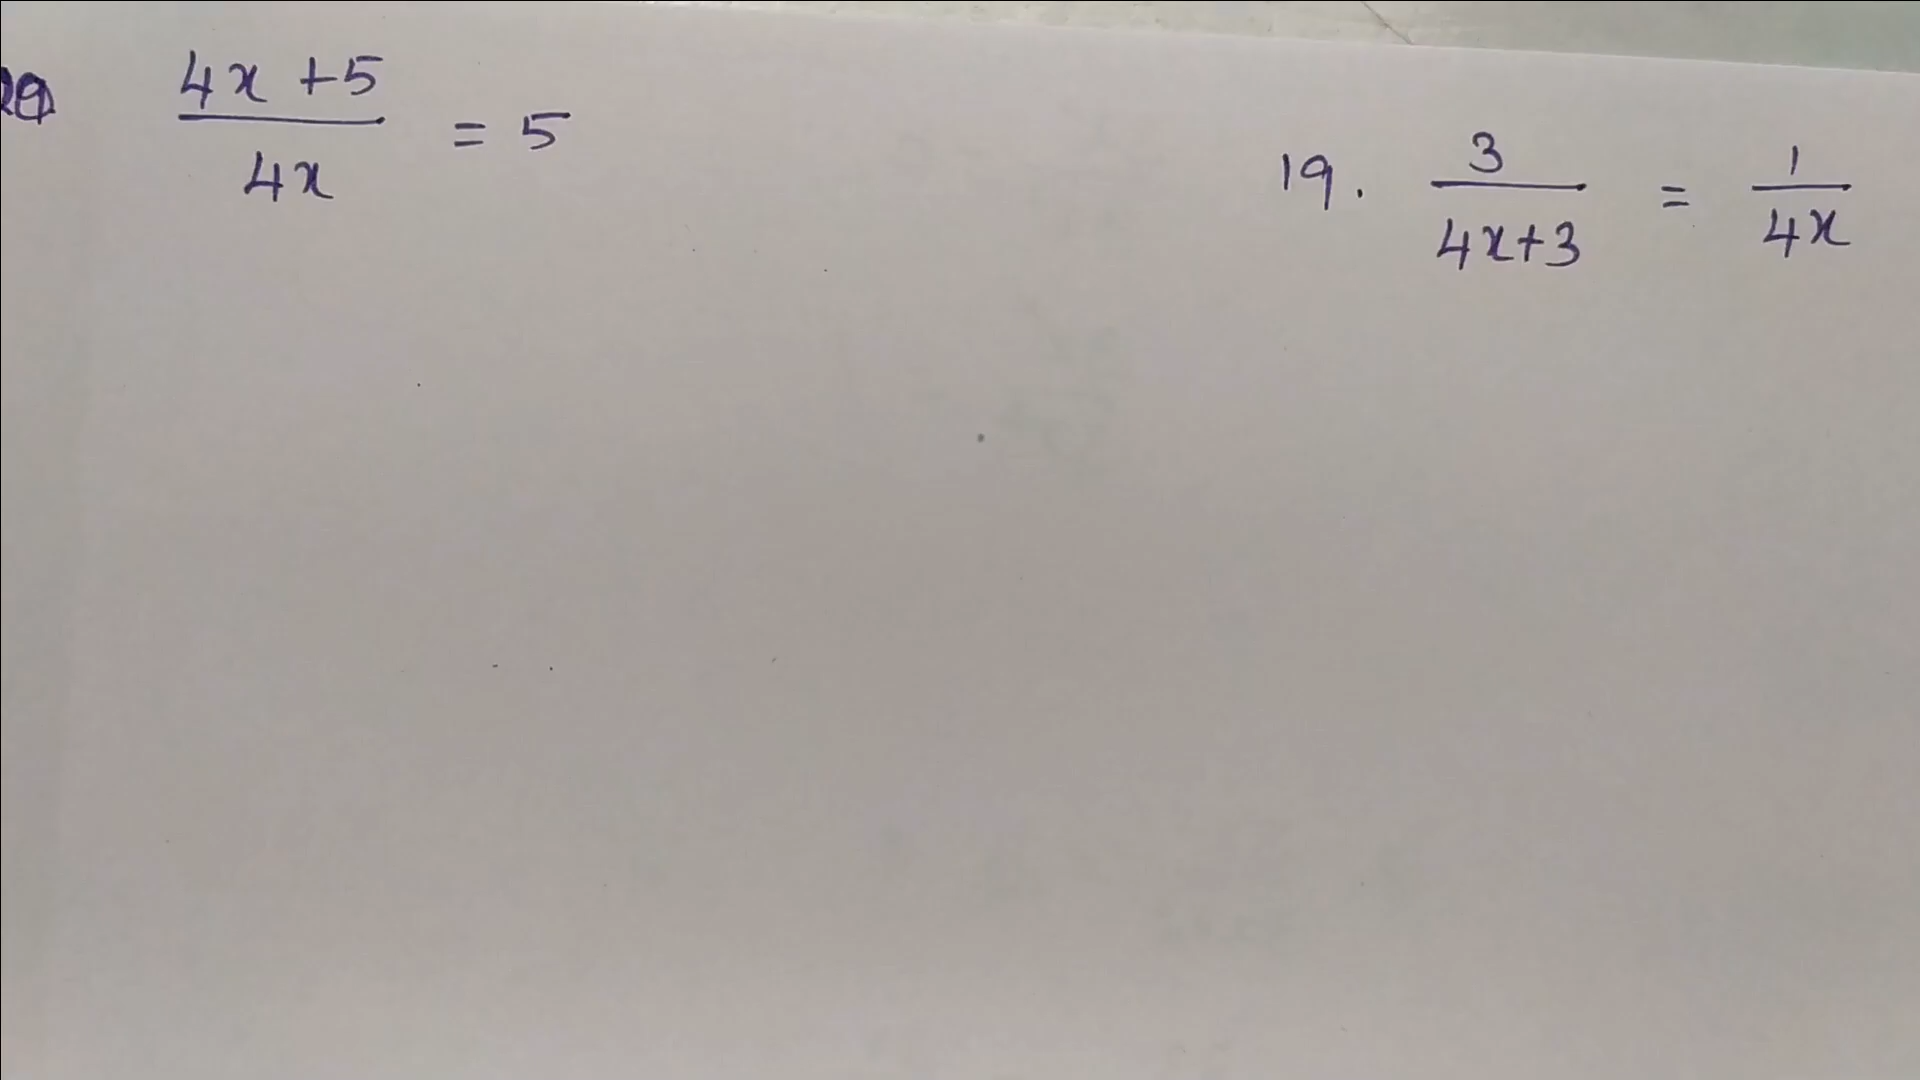 4x + 5
4x
= 5
19.
3
4x+3
=
1
4x